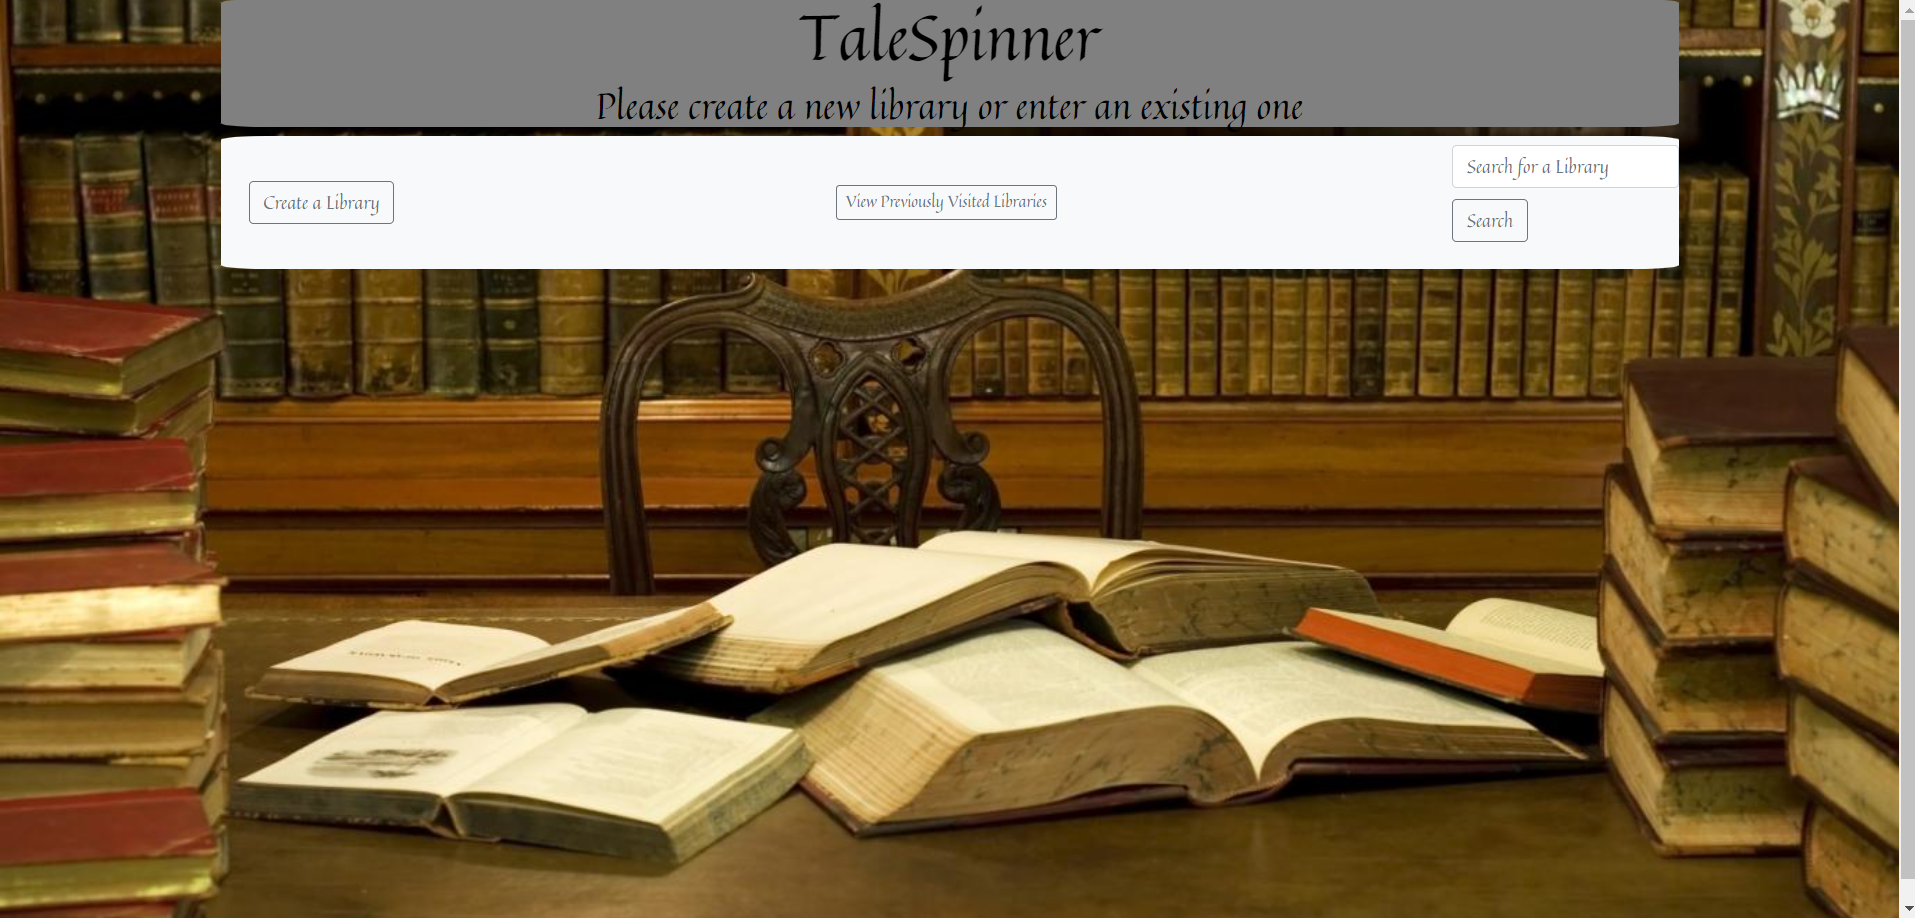 TaleSpinner
Please create a new library or enter an existing one
Create a Library
View Previously Visited Libraries
Search for a Library
Search